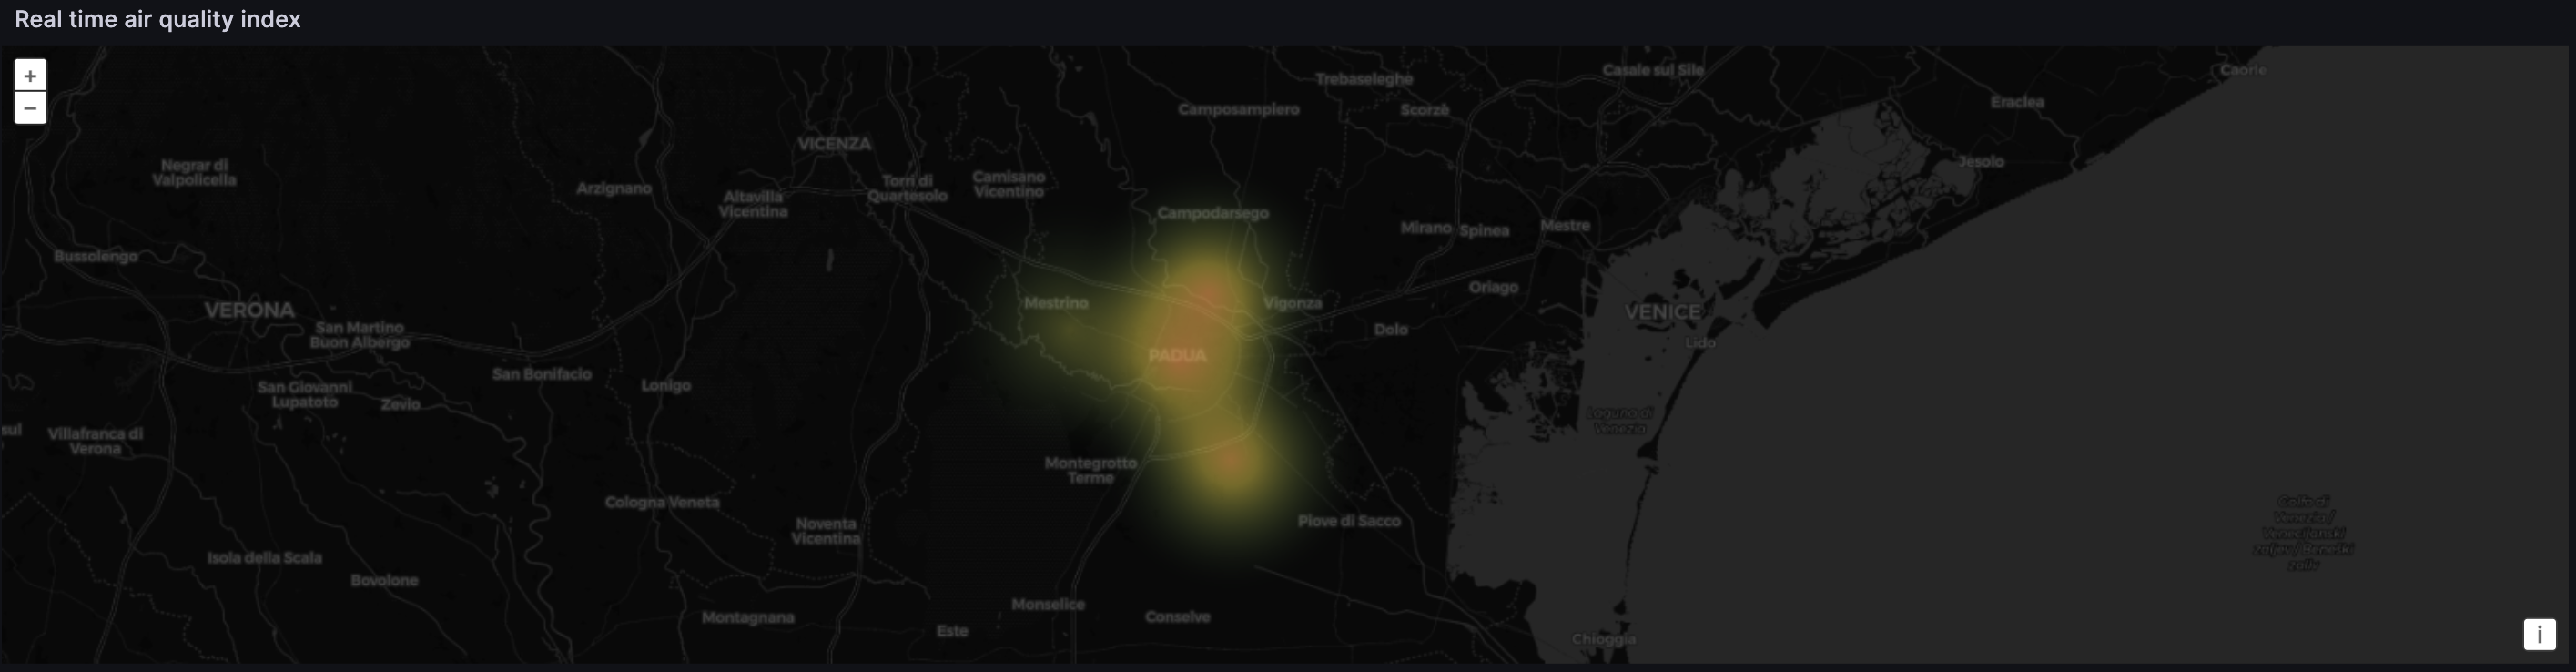 Real time air quality index
+
−
Casale sul Sile
Caorle
Trebaseleghe
Camposampiero
Scorzè
Eraclea
VICENZA
Negrar di
Valpolicella
Jesolo
Arzignano
Torri di
Quartesolo
Camisano
Vicentino
Altavilla
Vicentina
Campodarsego
Mirano
Spinea
Mestre
Bussolengo
Oriago
Mestrino
Vigonza
VERONA
VENICE
San Martino
Buon Albergo
Dolo
Lido
PADUA
San Bonifacio
Lonigo
San Giovanni
Lupatoto
Zevio
Laguna di
Venezia
sul
Villafranca di
Verona
Montegrotto
Terme
Cologna Veneta
Noventa
Vicentina
Piove di Sacco
Golfo di
Venezia /
Venecijanski
zaljev / Beneški
zaliv
Isola della Scala
Bovolone
Monselice
Montagnana
Conselve
Este
Chioggia
i